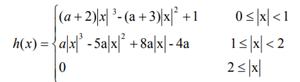 (a+2)|x|³-(a+3)|x|²+1 0≤|x|<1
h(x)= a|x|³-5a|x|²+8a|x|-4a 1≤|x|<2
0 2≤|x|